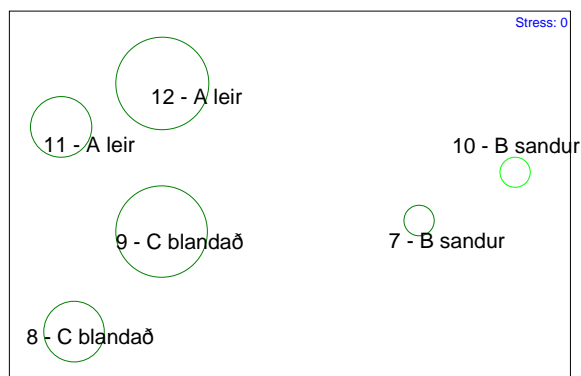 Stress: 0
12 - A leir
11 - A leir
10 - B sandur
9 - C blandað
7 - B sandur
8 - C blandað